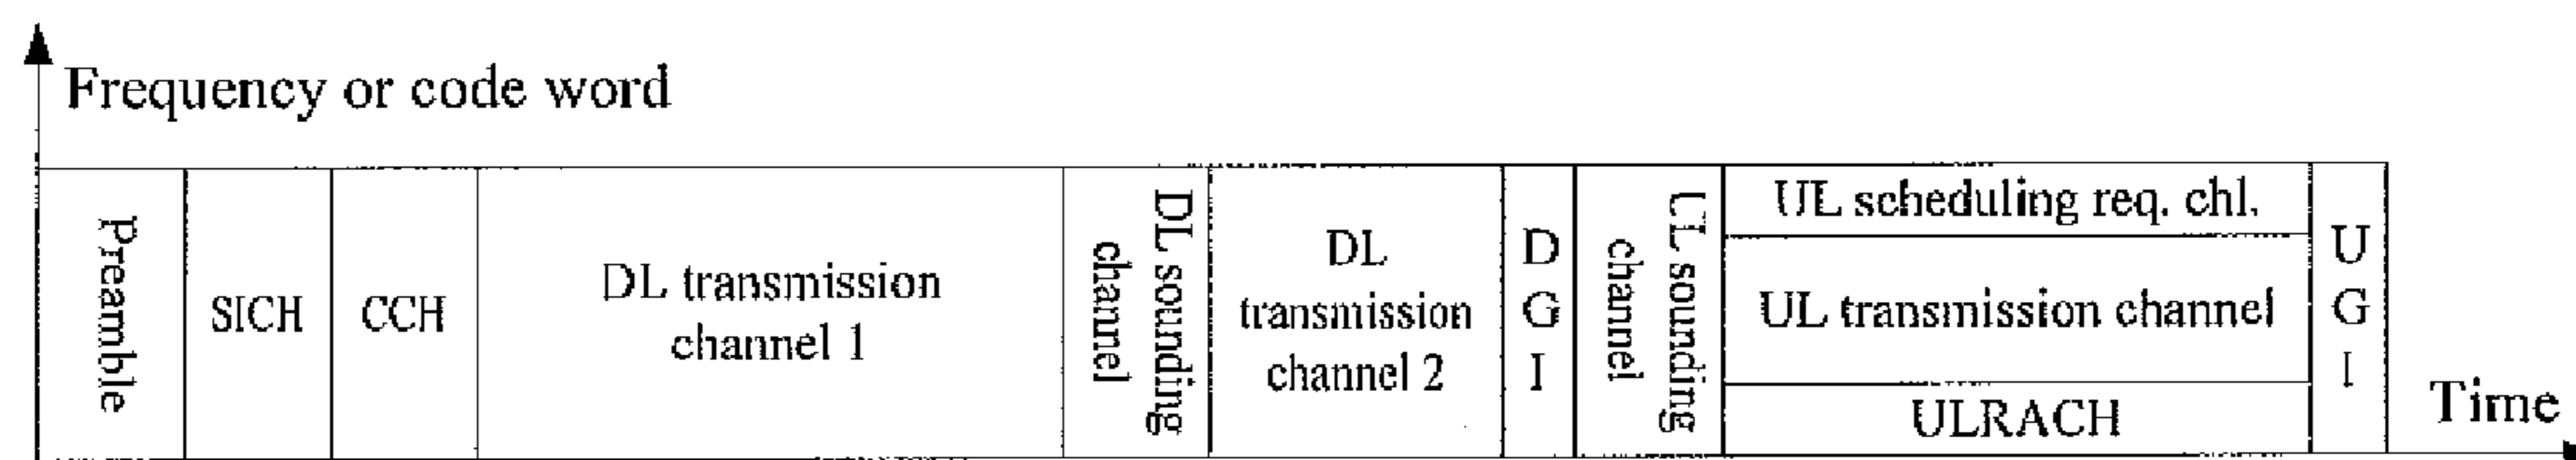 Frequency or code word
Preamble
SICH
CCH
DL transmission
channel 1
DL sounding
channel
DL
transmission
channel 2
D
G
I
UL sounding
channel
UL scheduling req. chl.
UL transmission channel
ULRACH
U
G
I
Time